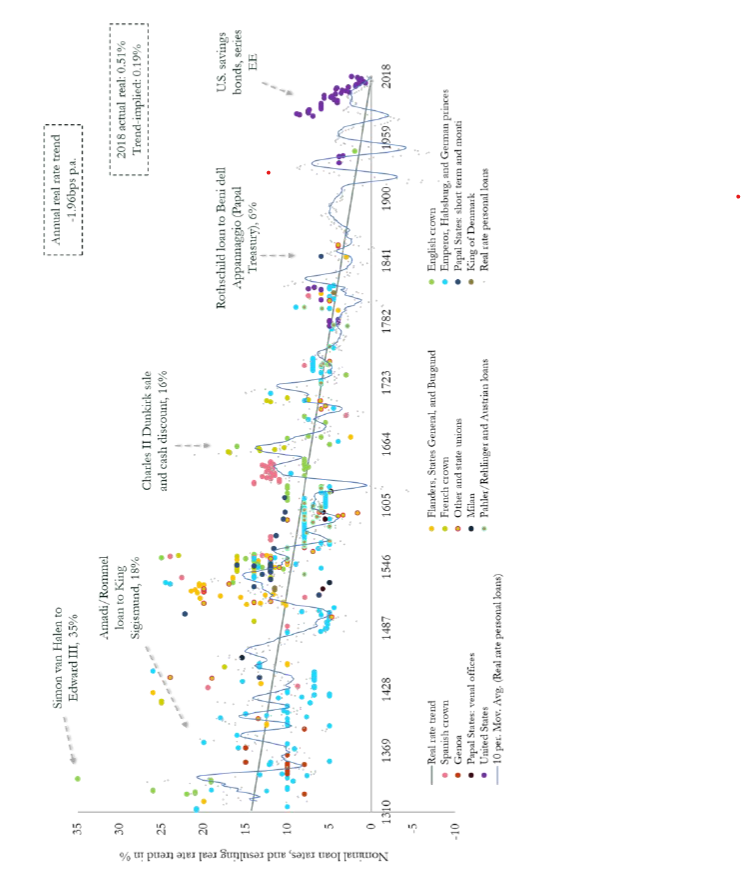 Simon van Halen to
Edward III, 35%
Amadi/Rommel
loan to King
Sigismund, 18%
Charles II Dunkirk sale
and cash discount, 16%
Rothschild loan to Beni dell
Appannaggio (Papal
Treasury), 6%
Annual real rate trend
-1.96bps p.a.
2018 actual real: 0.51%
Trend-implied: 0.19%
U.S. savings
bonds, series
EE
Nominal loan rates, and resulting real rate trend in %
35
30
25
20
15
10
5
0
-5
-10
1310
1369
1428
1487
1546
1605
1664
1723
1782
1841
1900
1959
2018
Real rate trend
Spanish crown
Genoa
Papal States: venal offices
United States
10 per. Mov. Avg. (Real rate personal loans)
Flanders, States General, and Burgund
French crown
Other and state unions
Milan
Pahler/Rehlinger and Austrian loans
English crown
Emperor, Habsburg, and German princes
Papal States: short term and monti
King of Denmark
Real rate personal loans